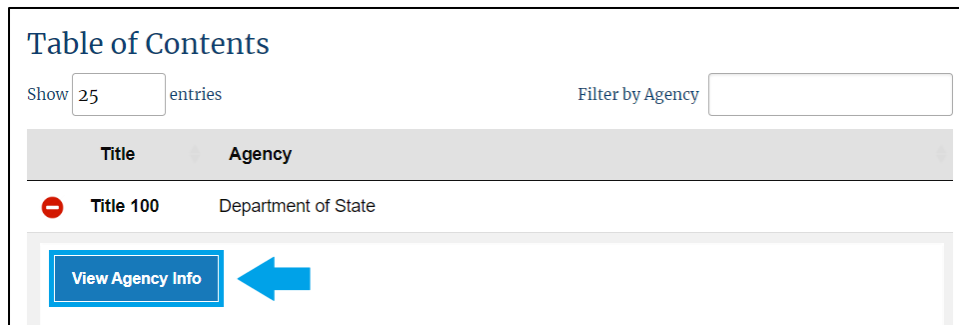 Table of Contents
Show 25 entries
Filter by Agency
Title Agency
Title 100 Department of State
View Agency Info